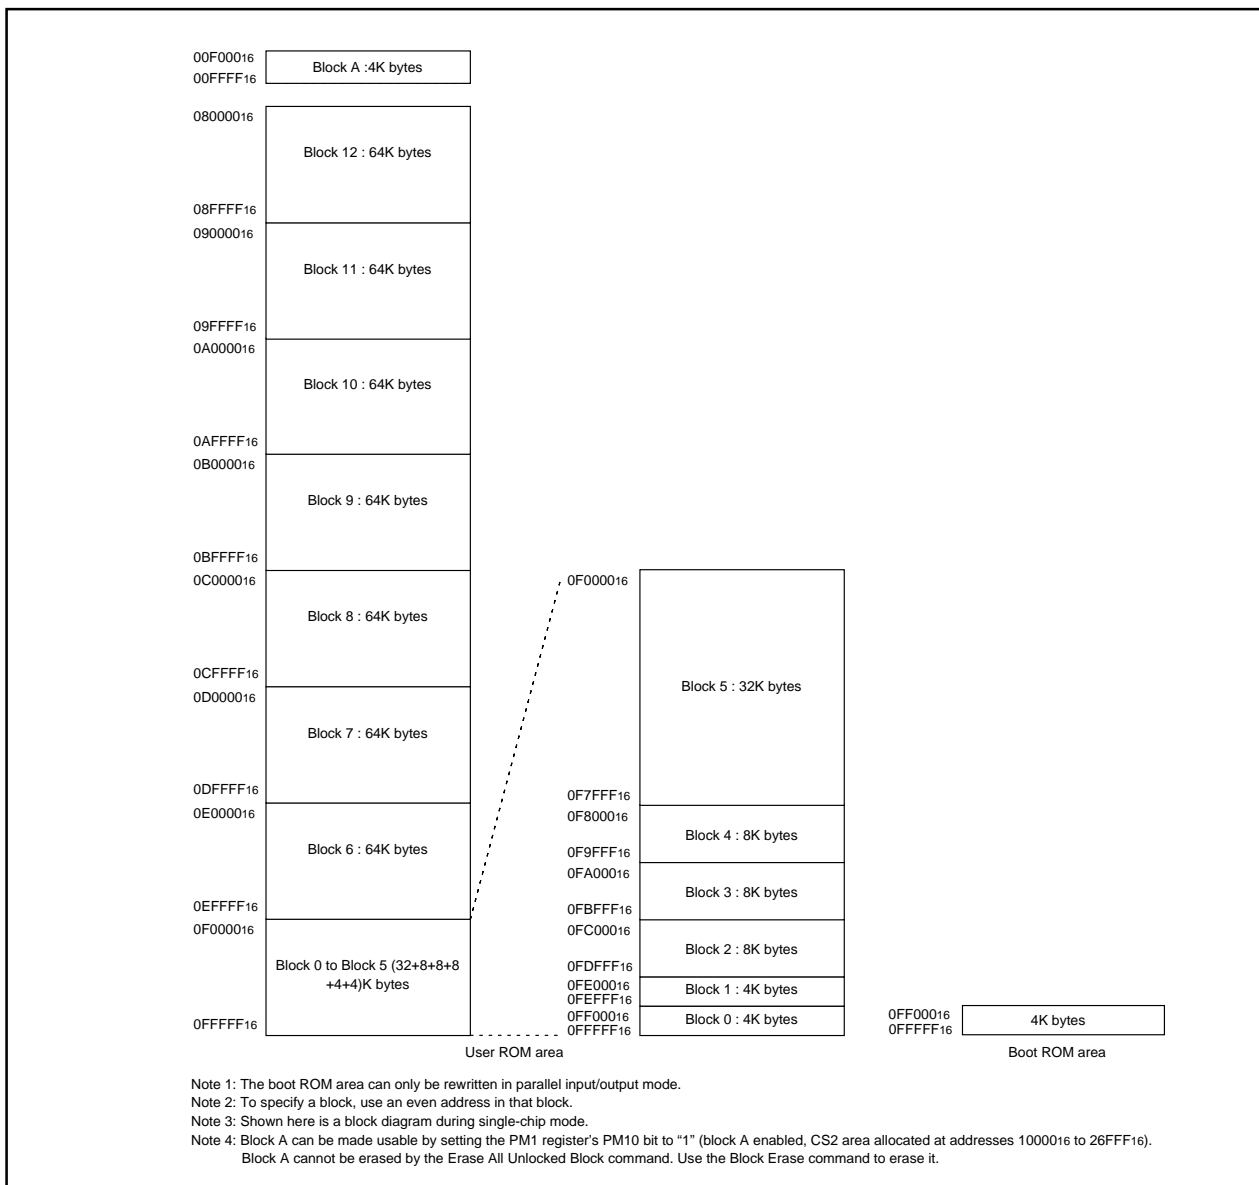 00F00016
Block A :4K bytes
00FFFF16
08000016
Block 12 : 64K bytes
08FFFF16
09000016
Block 11 : 64K bytes
09FFFF16
0A000016
Block 10 : 64K bytes
0AFFFF16
0B000016
Block 9 : 64K bytes
0BFFFF16
0C000016
Block 8 : 64K bytes
0CFFFF16
0D000016
Block 7 : 64K bytes
0DFFFF16
0E000016
Block 6 : 64K bytes
0EFFFF16
0F000016
Block 0 to Block 5 (32+8+8+8
+4+4)K bytes
0FFFFF16
0F000016
Block 5 : 32K bytes
0F7FFF16
0F800016
Block 4 : 8K bytes
0F9FFF16
0FA00016
Block 3 : 8K bytes
0FBFFF16
0FC00016
Block 2 : 8K bytes
0FDFFF16
0FE00016
Block 1 : 4K bytes
0FEFFF16
0FF00016
Block 0 : 4K bytes
0FFFFF16
0FF00016
4K bytes
0FFFFF16
User ROM area
Boot ROM area
Note 1: The boot ROM area can only be rewritten in parallel input/output mode.
Note 2: To specify a block, use an even address in that block.
Note 3: Shown here is a block diagram during single-chip mode.
Note 4: Block A can be made usable by setting the PM1 register’s PM10 bit to “1” (block A enabled, CS2 area allocated at addresses 1000016 to 26FFF16).
Block A cannot be erased by the Erase All Unlocked Block command. Use the Block Erase command to erase it.